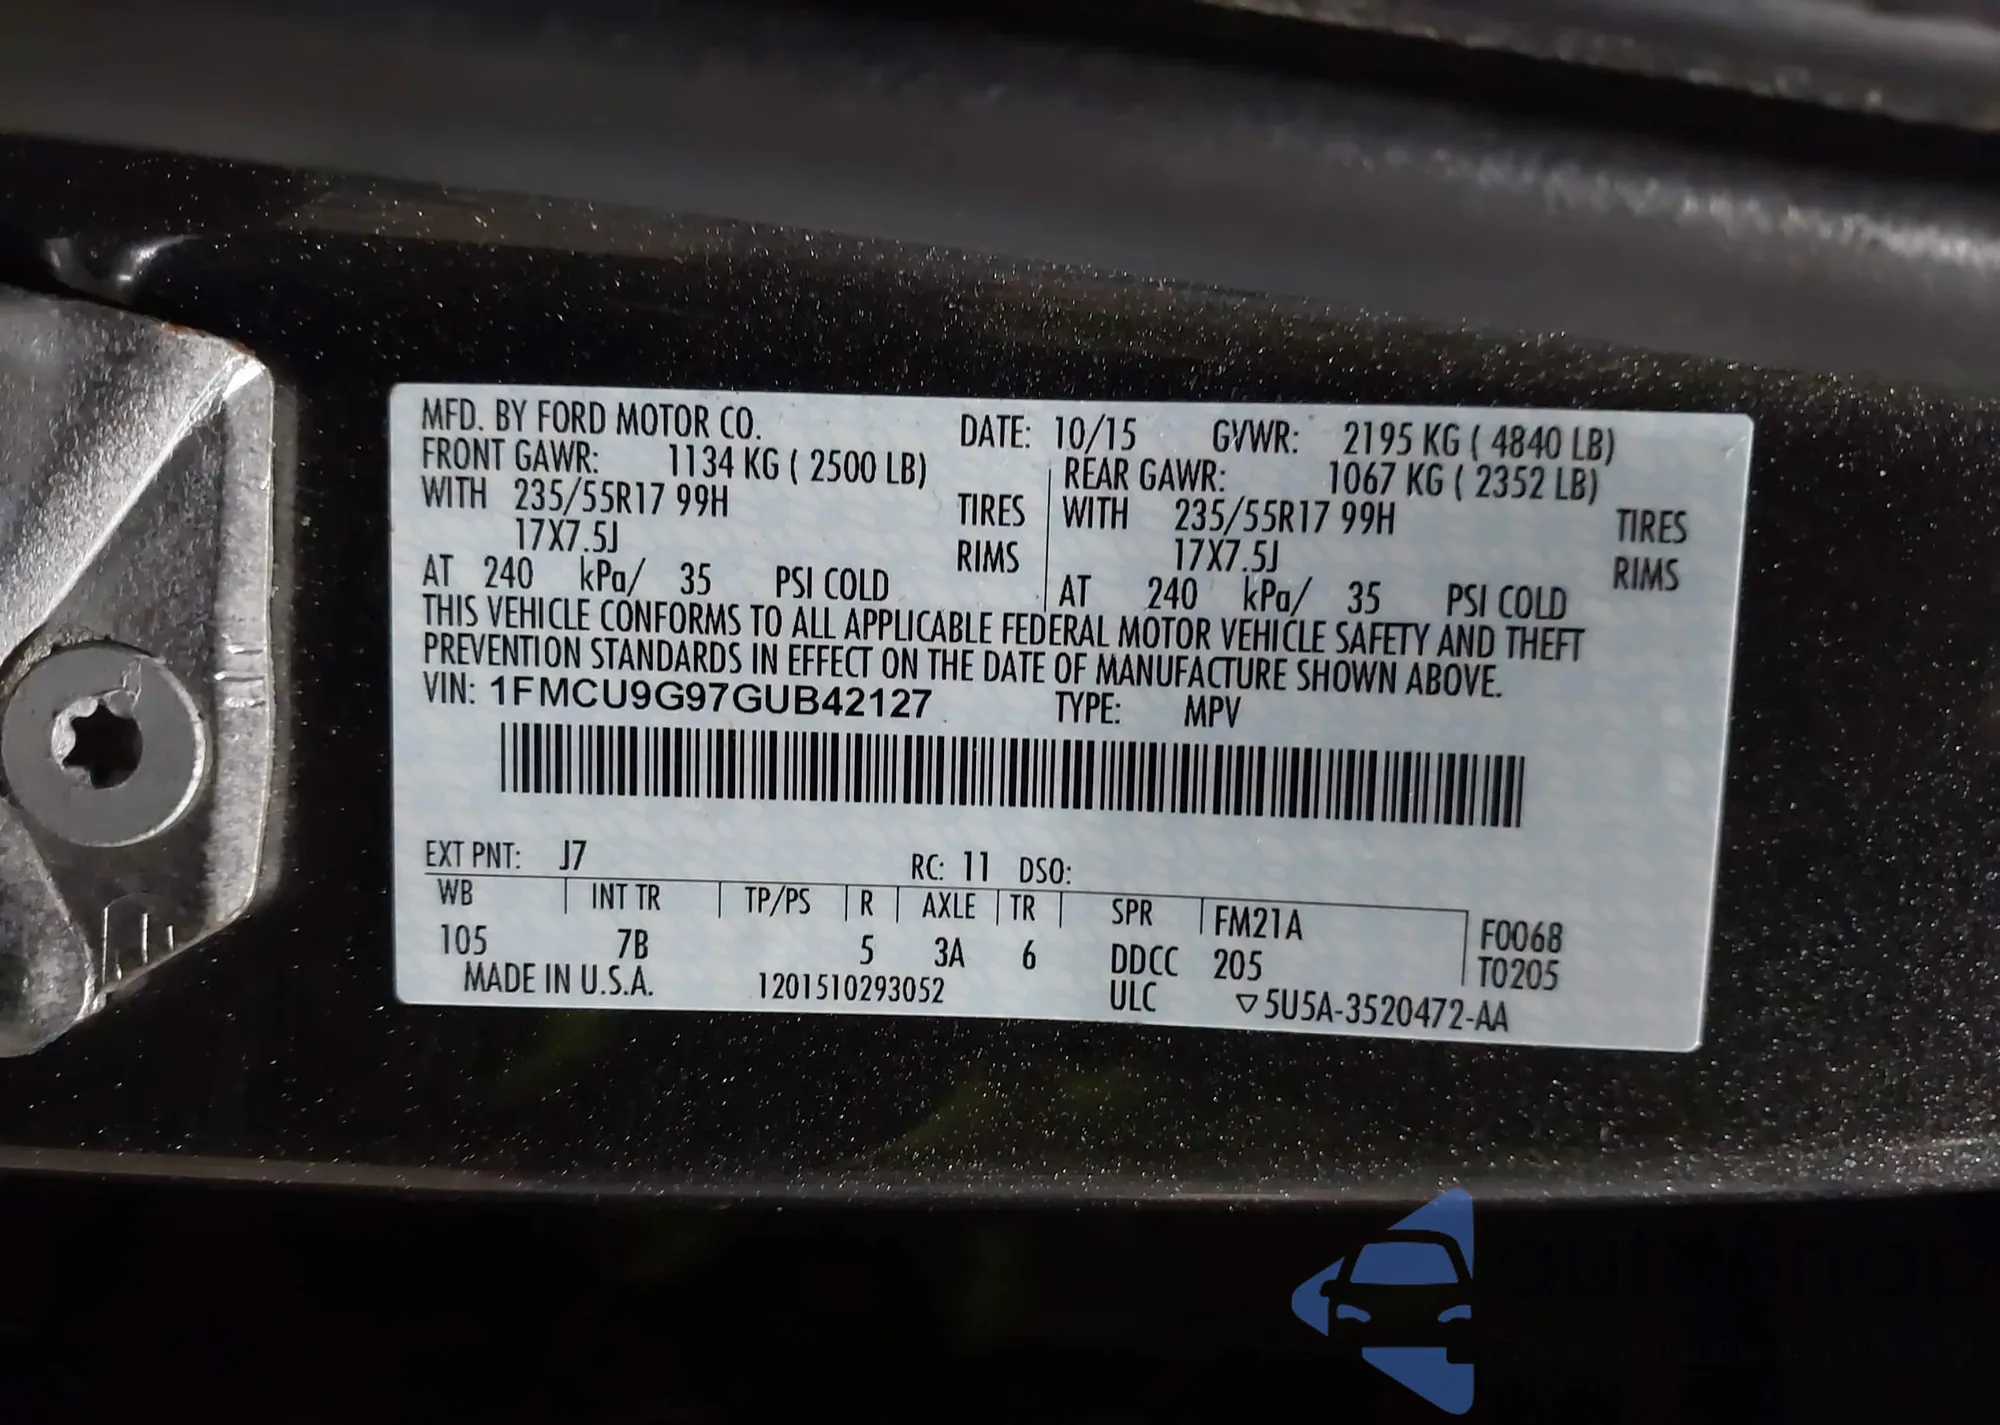 MFD. BY FORD MOTOR CO. DATE: 10/15 GVWR: 2195 KG ( 4840 LB)
FRONT GAWR: 1134 KG ( 2500 LB) REAR GAWR: 1067 KG ( 2352 LB)
WITH 235/55R17 99H TIRES WITH 235/55R17 99H TIRES
17X7.5J RIMS 17X7.5J RIMS
AT 240 kPa/ 35 PSI COLD AT 240 kPa/ 35 PSI COLD
THIS VEHICLE CONFORMS TO ALL APPLICABLE FEDERAL MOTOR VEHICLE SAFETY AND THEFT
PREVENTION STANDARDS IN EFFECT ON THE DATE OF MANUFACTURE SHOWN ABOVE.
VIN: 1FMCU9G97GUB42127 TYPE: MPV
EXT PNT: J7 RC: 11 DSO:
WB INT TR TP/PS R AXLE TR SPR FM21A F0068
105 7B 5 3A 6 DDCC 205 T0205
MADE IN U.S.A. 1201510293052 ULC ▽5U5A-3520472-AA